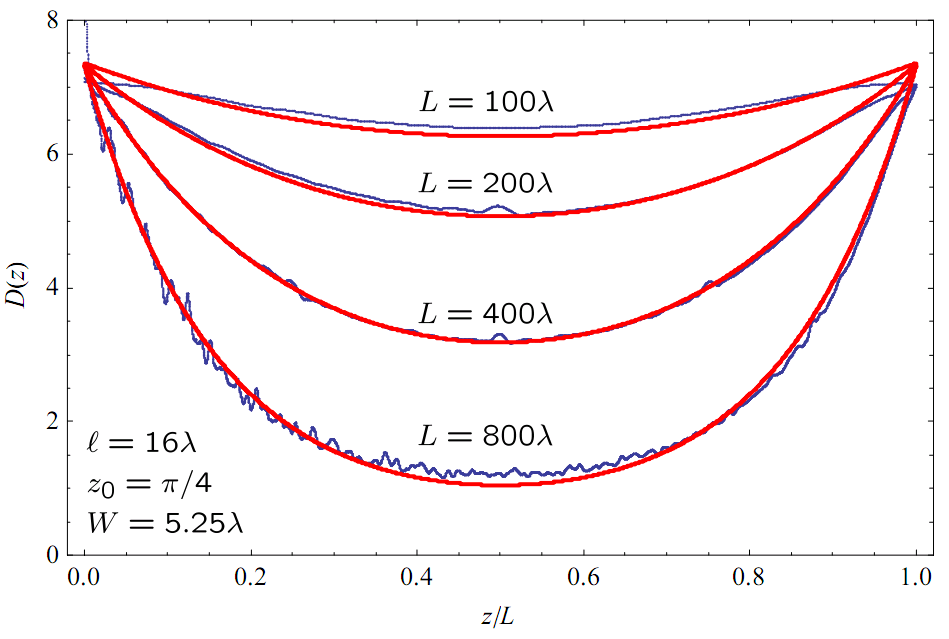 8
6
4
2
0
D(z)
L = 100λ
L = 200λ
L = 400λ
L = 800λ
ℓ = 16λ
z₀ = π/4
W = 5.25λ
0.0 0.2 0.4 0.6 0.8 1.0
z/L